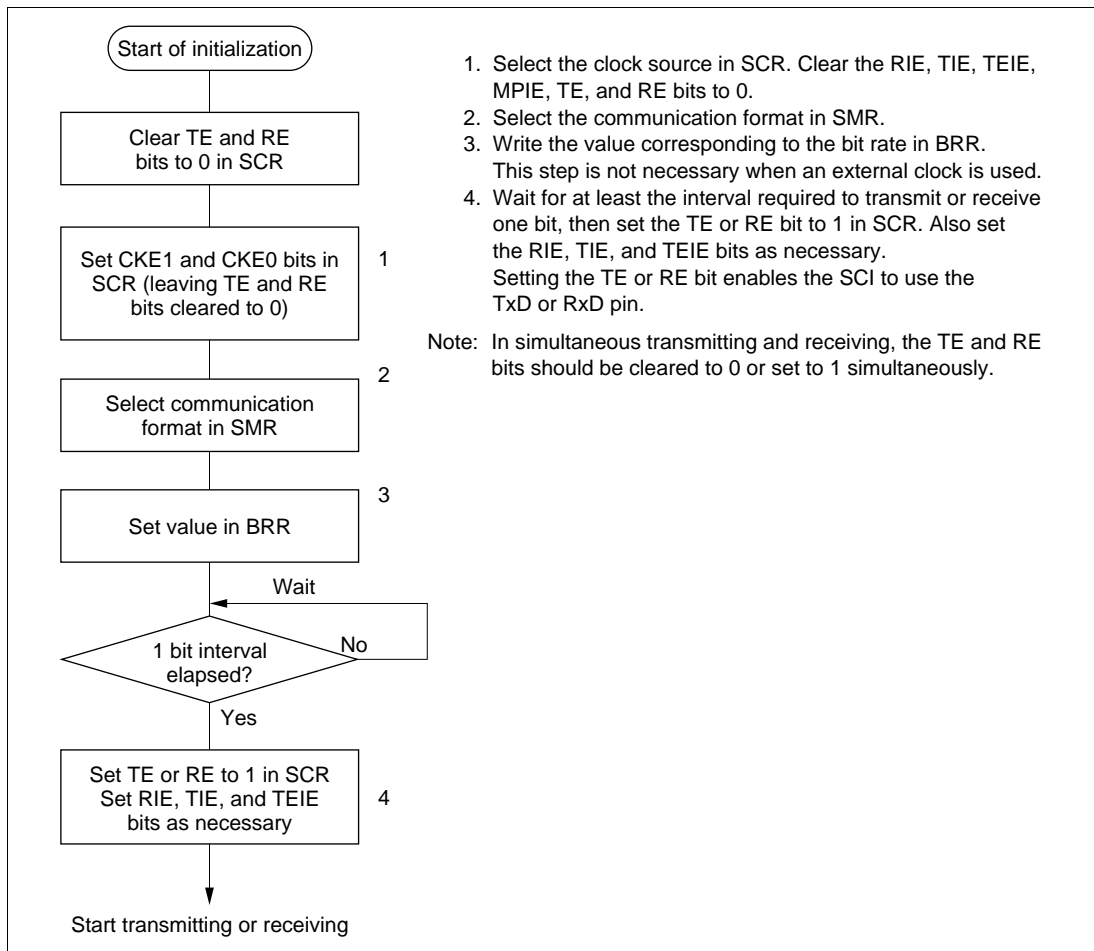 Start of initialization
Clear TE and RE
bits to 0 in SCR
Set CKE1 and CKE0 bits in
SCR (leaving TE and RE
bits cleared to 0)
1
Select communication
format in SMR
2
Set value in BRR
3
Wait
1 bit interval
elapsed?
No
Yes
Set TE or RE to 1 in SCR
Set RIE, TIE, and TEIE
bits as necessary
4
Start transmitting or receiving
1. Select the clock source in SCR. Clear the RIE, TIE, TEIE,
MPIE, TE, and RE bits to 0.
2. Select the communication format in SMR.
3. Write the value corresponding to the bit rate in BRR.
This step is not necessary when an external clock is used.
4. Wait for at least the interval required to transmit or receive
one bit, then set the TE or RE bit to 1 in SCR. Also set
the RIE, TIE, and TEIE bits as necessary.
Setting the TE or RE bit enables the SCI to use the
TxD or RxD pin.
Note: In simultaneous transmitting and receiving, the TE and RE
bits should be cleared to 0 or set to 1 simultaneously.